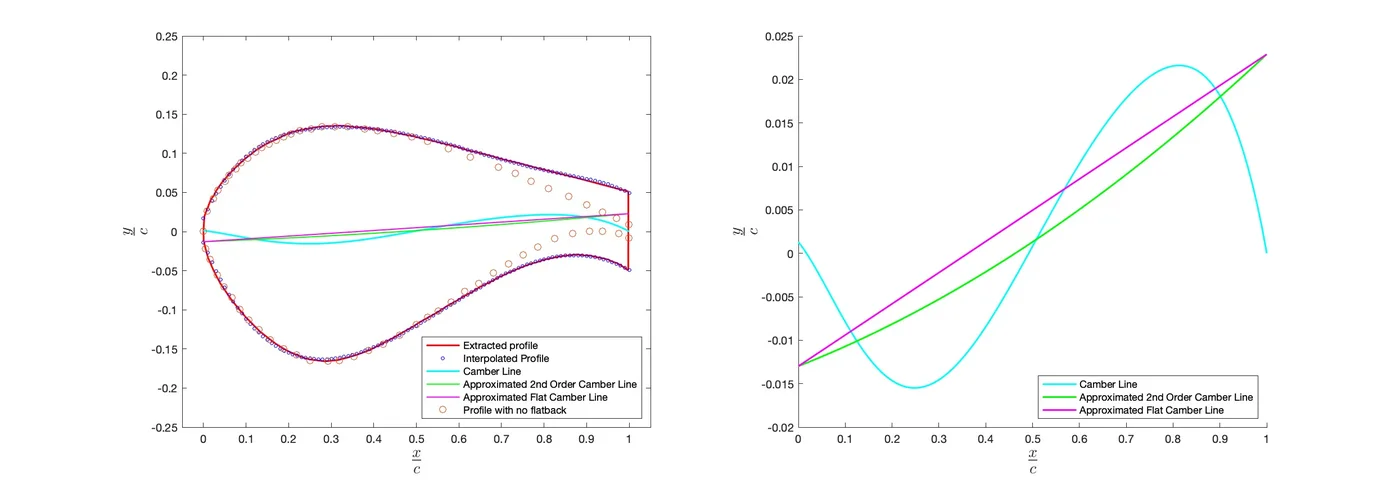 0.25
0.2
0.15
0.1
0.05
0
-0.05
-0.1
-0.15
-0.2
-0.25
y
c
0 0.1 0.2 0.3 0.4 0.5 0.6 0.7 0.8 0.9 1
x
c
Extracted profile
Interpolated Profile
Camber Line
Approximated 2nd Order Camber Line
Approximated Flat Camber Line
Profile with no flatback
0.025
0.02
0.015
0.01
0.005
0
-0.005
-0.01
-0.015
-0.02
y
c
0 0.1 0.2 0.3 0.4 0.5 0.6 0.7 0.8 0.9 1
x
c
Camber Line
Approximated 2nd Order Camber Line
Approximated Flat Camber Line